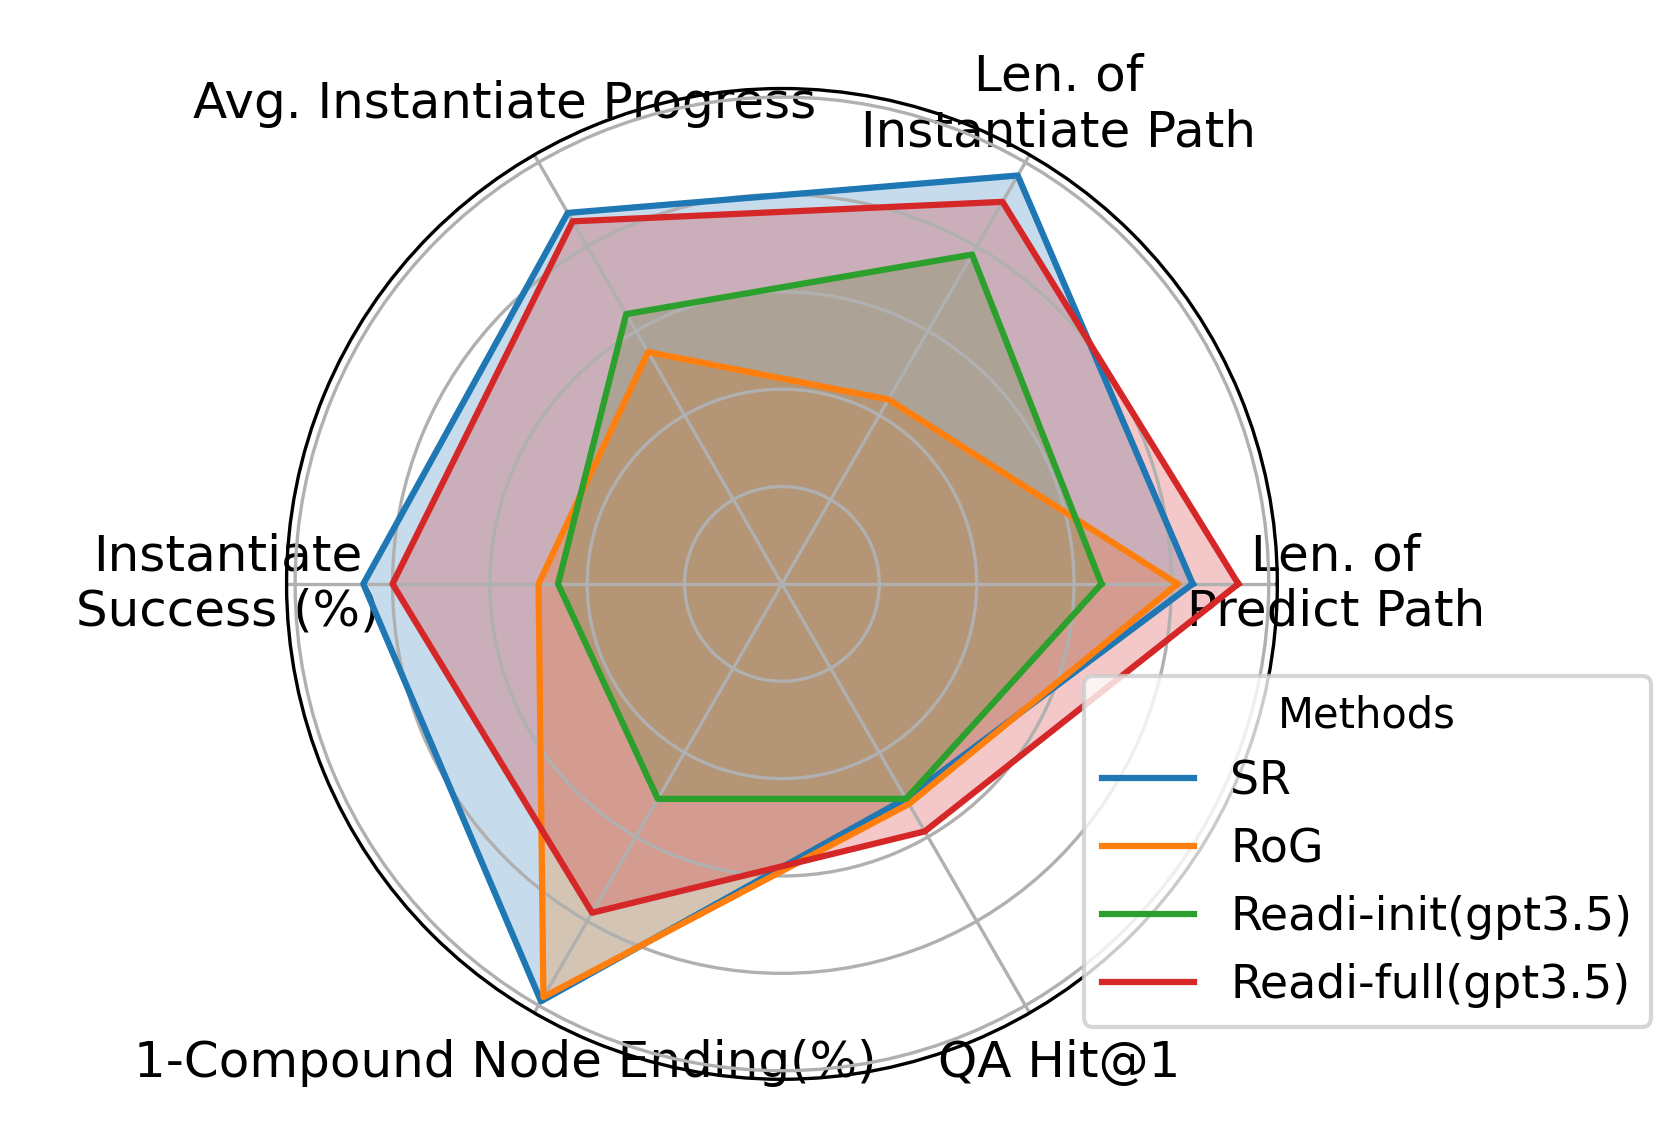 Len. of
Instantiate Path
Avg. Instantiate Progress
Instantiate
Success (%)
Len. of
Predict Path
Methods
SR
RoG
Readi-init(gpt3.5)
Readi-full(gpt3.5)
1-Compound Node Ending(%)
QA Hit@1